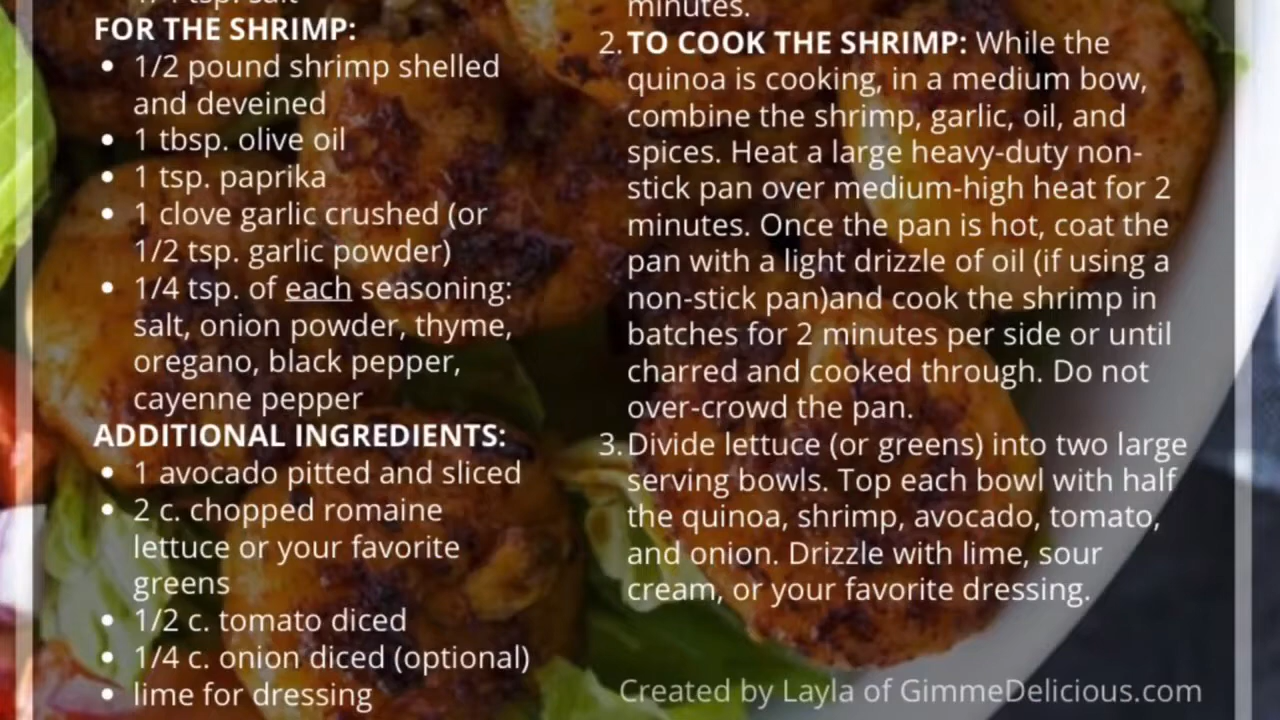 FOR THE SHRIMP:
• 1/2 pound shrimp shelled
and deveined
• 1 tbsp. olive oil
• 1 tsp. paprika
• 1 clove garlic crushed (or
1/2 tsp. garlic powder)
• 1/4 tsp. of each seasoning:
salt, onion powder, thyme,
oregano, black pepper,
cayenne pepper
ADDITIONAL INGREDIENTS:
• 1 avocado pitted and sliced
• 2 c. chopped romaine
lettuce or your favorite
greens
• 1/2 c. tomato diced
• 1/4 c. onion diced (optional)
• lime for dressing
minutes.
2. TO COOK THE SHRIMP: While the
quinoa is cooking, in a medium bow,
combine the shrimp, garlic, oil, and
spices. Heat a large heavy-duty non-
stick pan over medium-high heat for 2
minutes. Once the pan is hot, coat the
pan with a light drizzle of oil (if using a
non-stick pan)and cook the shrimp in
batches for 2 minutes per side or until
charred and cooked through. Do not
over-crowd the pan.
3. Divide lettuce (or greens) into two large
serving bowls. Top each bowl with half
the quinoa, shrimp, avocado, tomato,
and onion. Drizzle with lime, sour
cream, or your favorite dressing.
Created by Layla of GimmeDelicious.com